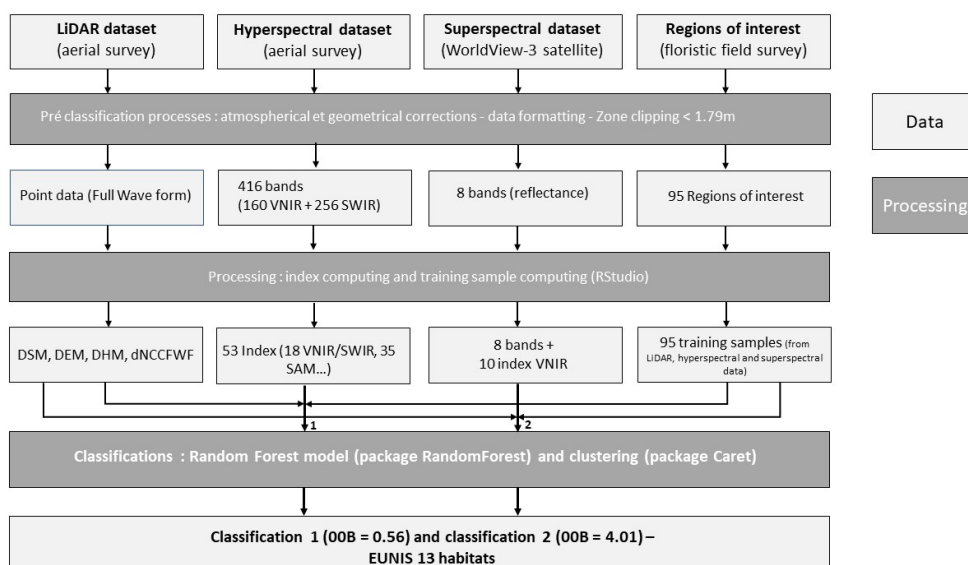 LiDAR dataset
(aerial survey)
Hyperspectral dataset
(aerial survey)
Superspectral dataset
(WorldView-3 satellite)
Regions of interest
(floristic field survey)
Pré classification processes : atmospherical et geometrical corrections - data formatting - Zone clipping < 1.79m
Data
Point data (Full Wave form)
416 bands
(160 VNIR + 256 SWIR)
8 bands (reflectance)
95 Regions of interest
Processing
Processing : index computing and training sample computing (RStudio)
DSM, DEM, DHM, dNCCFWF
53 Index (18 VNIR/SWIR, 35
SAM...)
8 bands +
10 index VNIR
95 training samples (from
LiDAR, hyperspectral and superspectral
data)
1
2
Classifications : Random Forest model (package RandomForest) and clustering (package Caret)
Classification 1 (00B = 0.56) and classification 2 (00B = 4.01) –
EUNIS 13 habitats